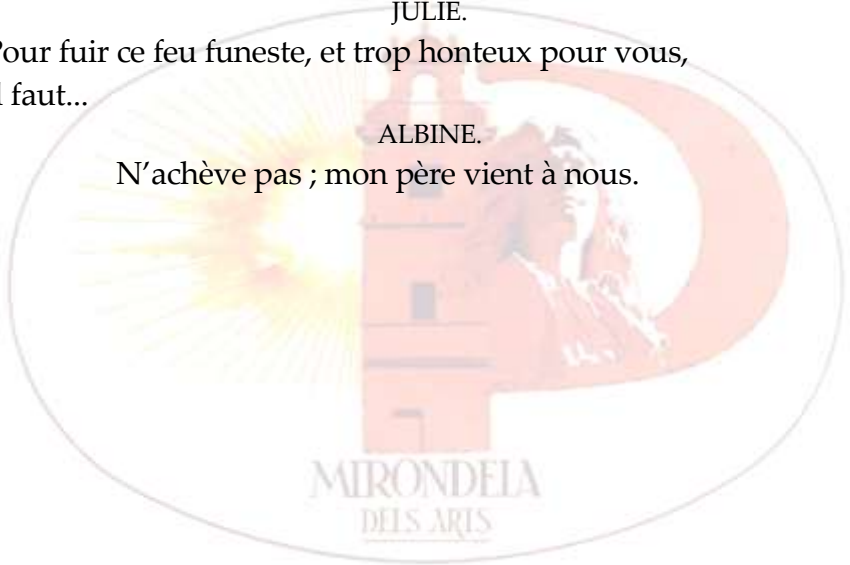 JULIE.
Pour fuir ce feu funeste, et trop honteux pour vous,
faut...
ALBINE.
N’achève pas ; mon père vient à nous.
MIRONDELA
DELS ARTS